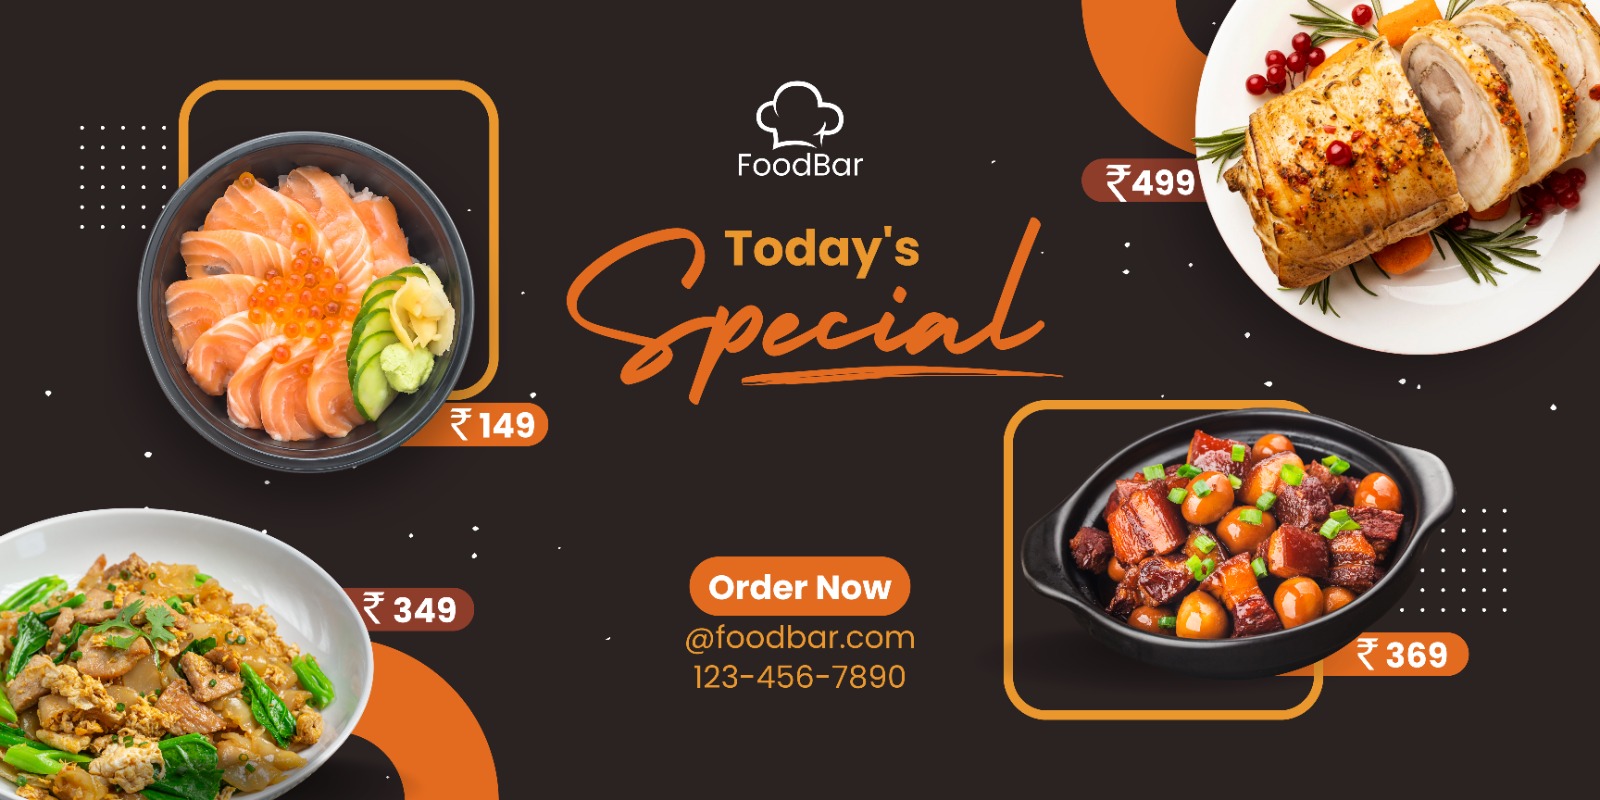 FoodBar
Today's
Special
₹499
₹ 149
₹ 349
₹ 369
Order Now
@foodbar.com
123-456-7890